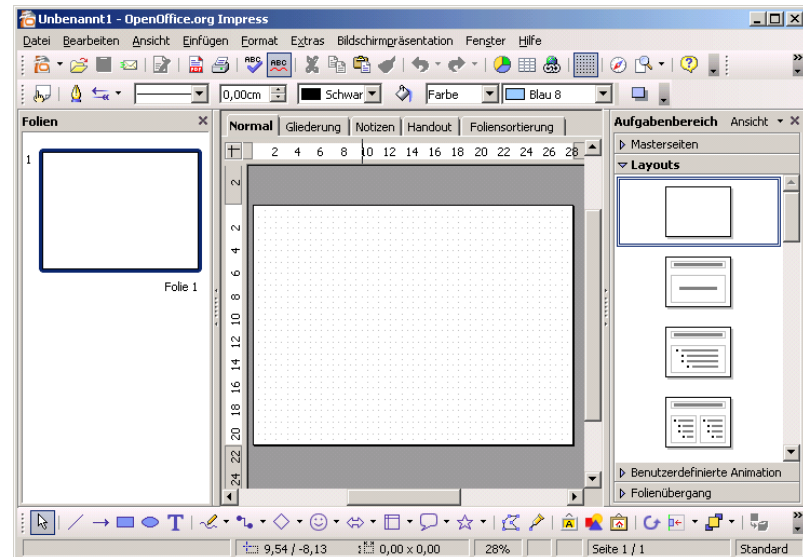 Unbenannt1 - OpenOffice.org Impress
Datei Bearbeiten Ansicht Einfügen Format Extras Bildschirmpräsentation Fenster Hilfe
ABC ABC
0,00cm Schwar Farbe Blau 8
Folien
Normal Gliederung Notizen Handout Foliensortierung
Aufgabenbereich Ansicht
Masterseiten
Layouts
2 4 6 8 10 12 14 16 18 20 22 24 26 28
1
Folie 1
2
2
4
6
8
10
12
14
16
18
20
22
24
Benutzerdefinierte Animation
Folienübergang
T
9,54 / -8,13 0,00 x 0,00 28% Seite 1 / 1 Standard